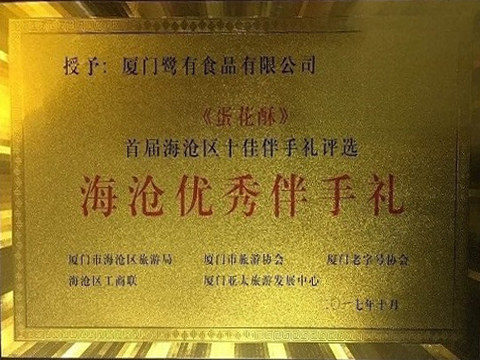 授予：厦门鹭有食品有限公司
《蛋花酥》
首届海沧区十佳伴手礼评选
海沧优秀伴手礼
厦门市海沧区旅游局 厦门市旅游协会 厦门老字号协会
海沧区工商联 厦门亚太旅游发展中心
二〇一七年十月